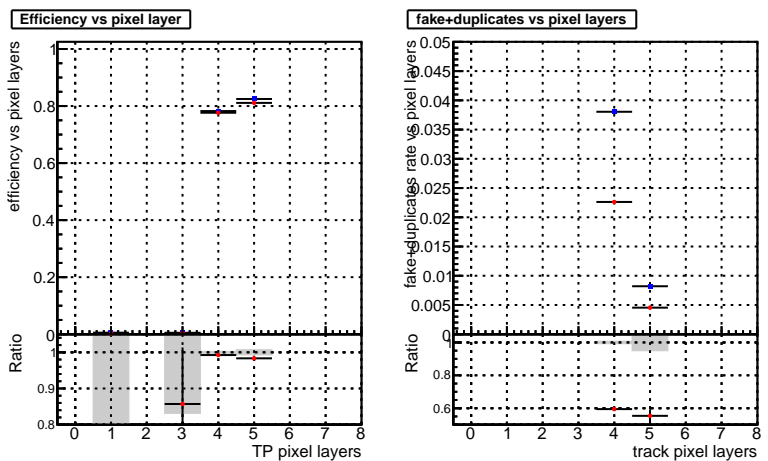 Efficiency vs pixel layer
efficiency vs pixel layers
1
0.8
0.6
0.4
0.2
0
Ratio
1
0.9
0.8
0 1 2 3 4 5 6 7 8
TP pixel layers
fake+duplicates vs pixel layers
fake+duplicates rate vs pixel layers
0.05
0.045
0.04
0.035
0.03
0.025
0.02
0.015
0.01
0.005
0
Ratio
1
0.8
0.6
0 1 2 3 4 5 6 7 8
track pixel layers